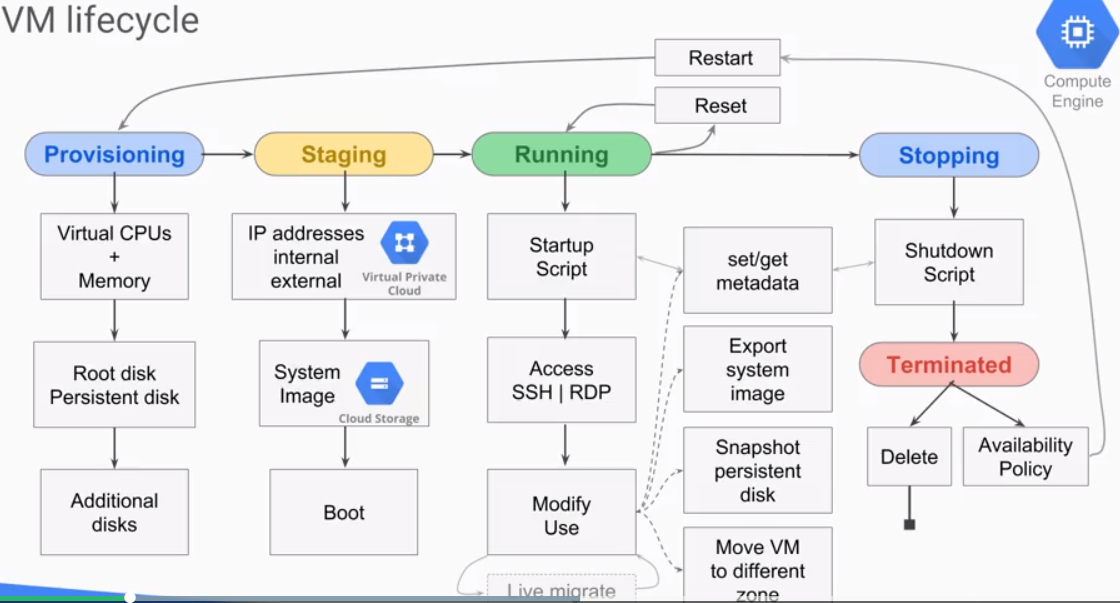 VM lifecycle
Restart
Compute
Engine
Reset
Provisioning
Staging
Running
Stopping
Virtual CPUs
+
Memory
IP addresses
internal
external
Virtual Private
Cloud
Startup
Script
set/get
metadata
Shutdown
Script
Root disk
Persistent disk
System
Image
Cloud Storage
Access
SSH | RDP
Export
system
image
Terminated
Additional
disks
Boot
Modify
Use
Snapshot
persistent
disk
Delete
Availability
Policy
Live migrate
Move VM
to different
zone